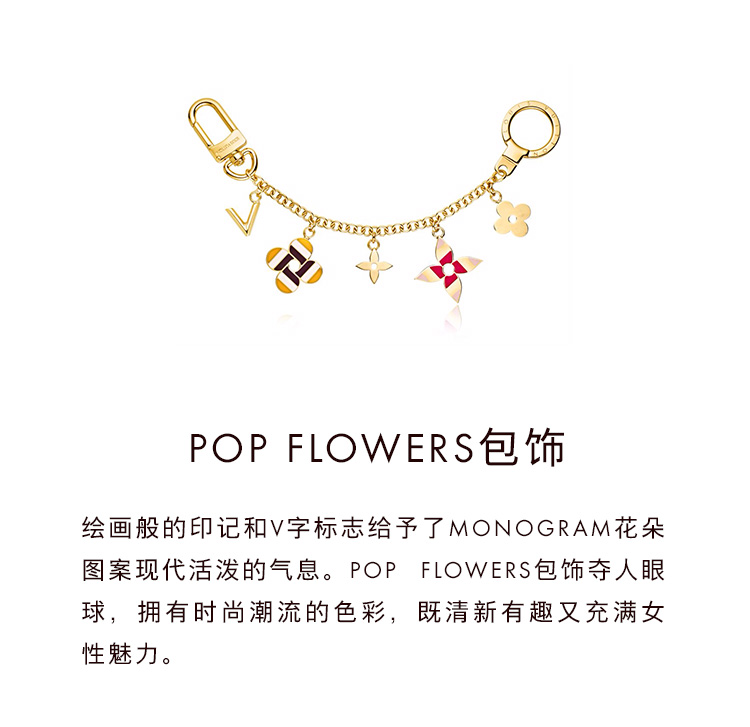 POP FLOWERS包饰
绘画般的印记和V字标志给予了MONOGRAM花朵
图案现代活泼的气息。POP FLOWERS包饰夺人眼
球，拥有时尚潮流的色彩，既清新有趣又充满女
性魅力。